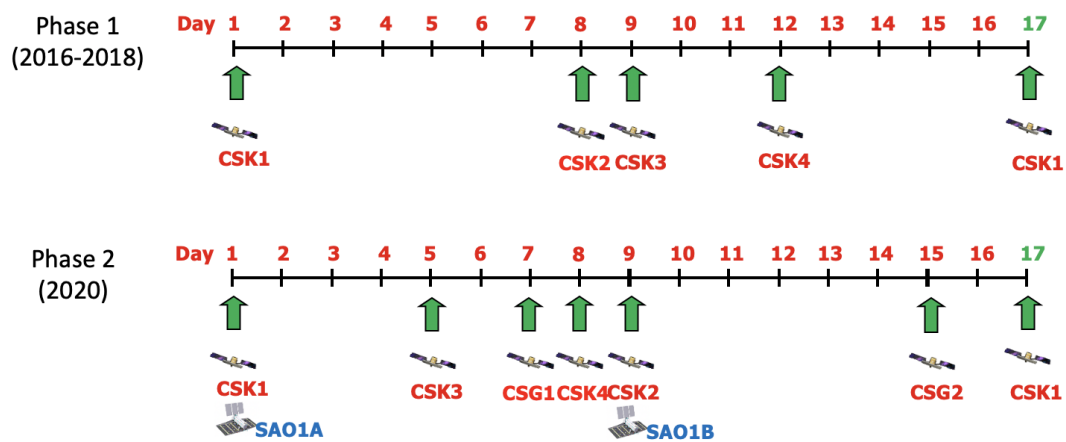 Phase 1
(2016-2018)
Day 1 2 3 4 5 6 7 8 9 10 11 12 13 14 15 16 17
CSK1 CSK2 CSK3 CSK4 CSK1
Phase 2
(2020)
Day 1 2 3 4 5 6 7 8 9 10 11 12 13 14 15 16 17
CSK1 CSK3 CSG1 CSK4 CSK2 CSG2 CSK1
SAO1A SAO1B